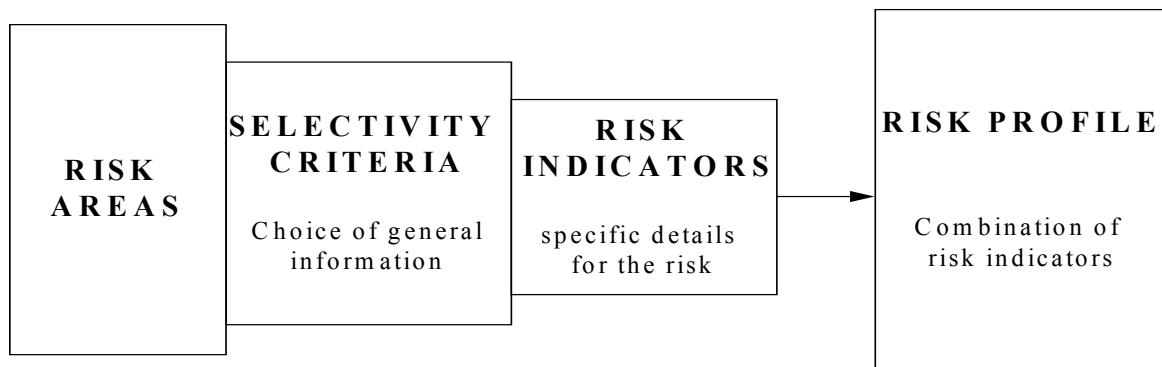 RISK
AREAS
SELECTIVITY
CRITERIA
Choice of general
information
RISK
INDICATORS
specific details
for the risk
RISK PROFILE
Combination of
risk indicators